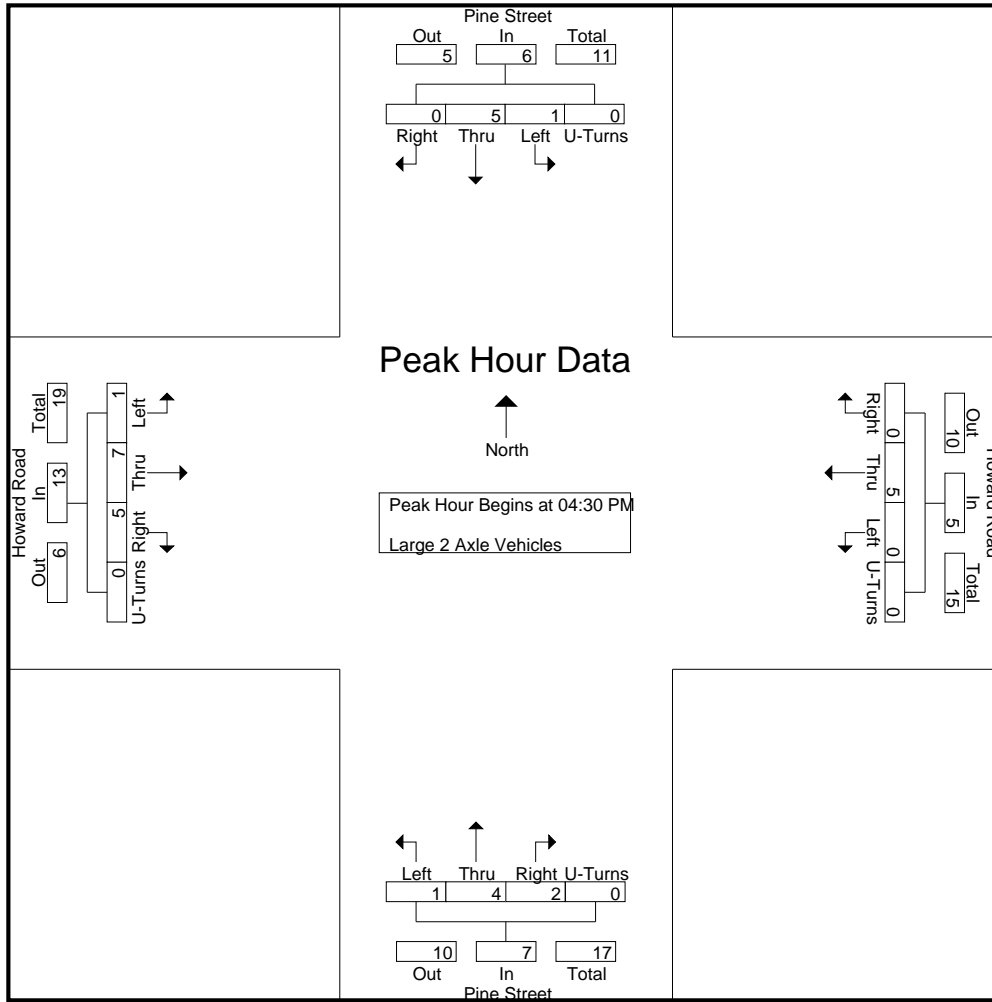 Pine Street
Out In Total
5 6 11
0 5 1 0
Right Thru Left U-Turns
Peak Hour Data
North
Peak Hour Begins at 04:30 PM
Large 2 Axle Vehicles
Howard Road
Total In Out
19 13 6
1 7 5 0
Left Thru Right U-Turns
Right Thru Left U-Turns
0 5 0 0
Out In Total
10 5 15
Howard Road
Left Thru Right U-Turns
1 4 2 0
10 7 17
Out In Total
Pine Street